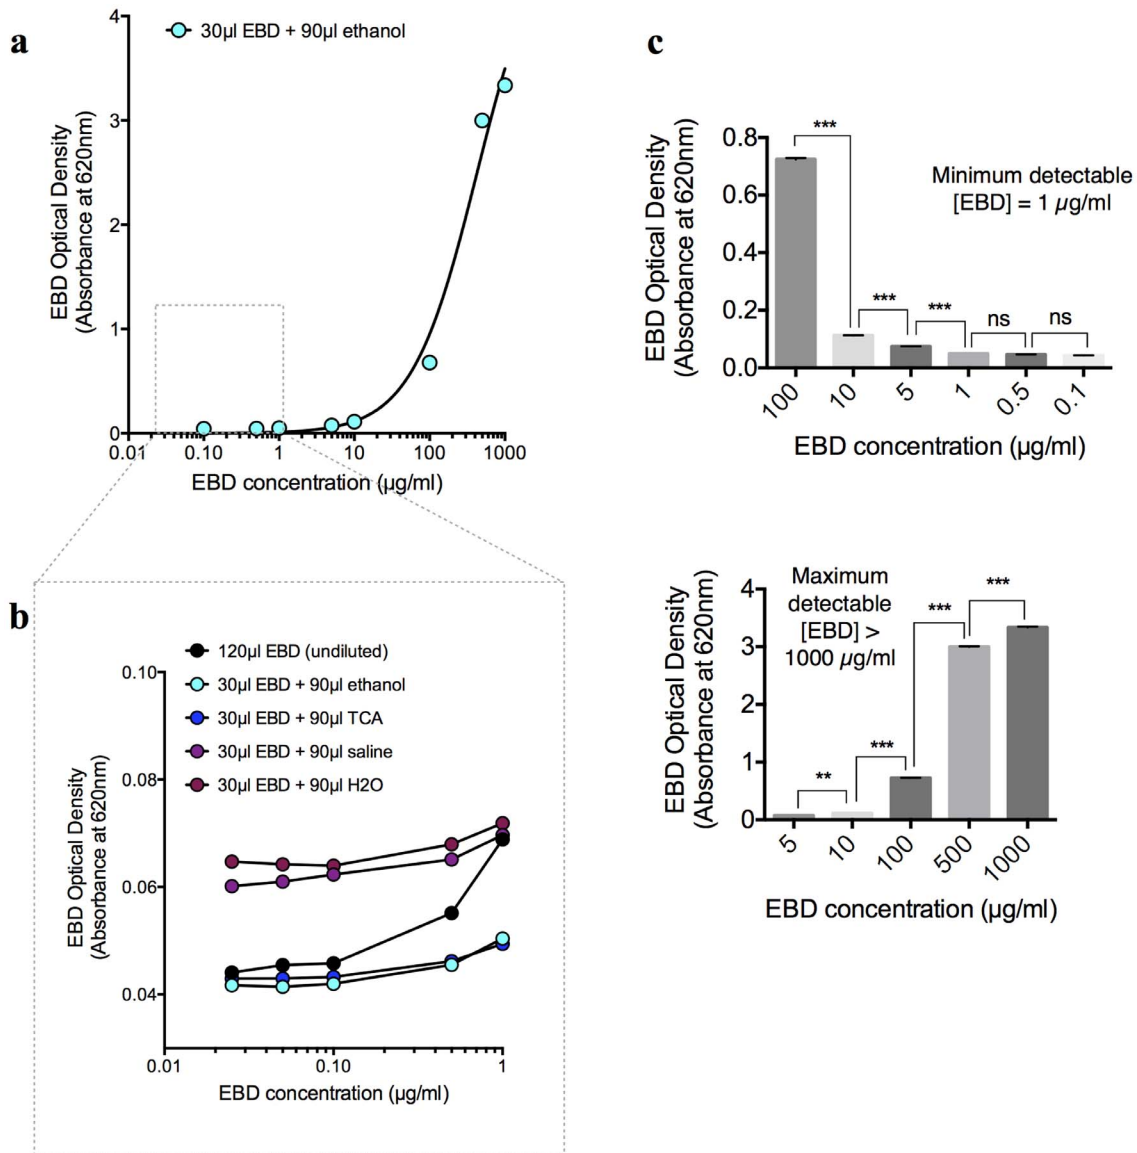 a
30µl EBD + 90µl ethanol
EBD Optical Density
(Absorbance at 620nm)
4
3
2
1
0
0.01 0.10 1 10 100 1000
EBD concentration (µg/ml)
b
120µl EBD (undiluted)
30µl EBD + 90µl ethanol
30µl EBD + 90µl TCA
30µl EBD + 90µl saline
30µl EBD + 90µl H2O
EBD Optical Density
(Absorbance at 620nm)
0.10
0.08
0.06
0.04
0.01 0.10 1
EBD concentration (µg/ml)
c
EBD Optical Density
(Absorbance at 620nm)
0.8
0.6
0.4
0.2
0.0
***
*** *** ns ns
Minimum detectable
[EBD] = 1 µg/ml
100 10 5 1 0.5 0.1
EBD concentration (µg/ml)
EBD Optical Density
(Absorbance at 620nm)
4
3
2
1
0
Maximum
detectable
[EBD] >
1000 µg/ml
** *** *** ***
5 10 100 500 1000
EBD concentration (µg/ml)